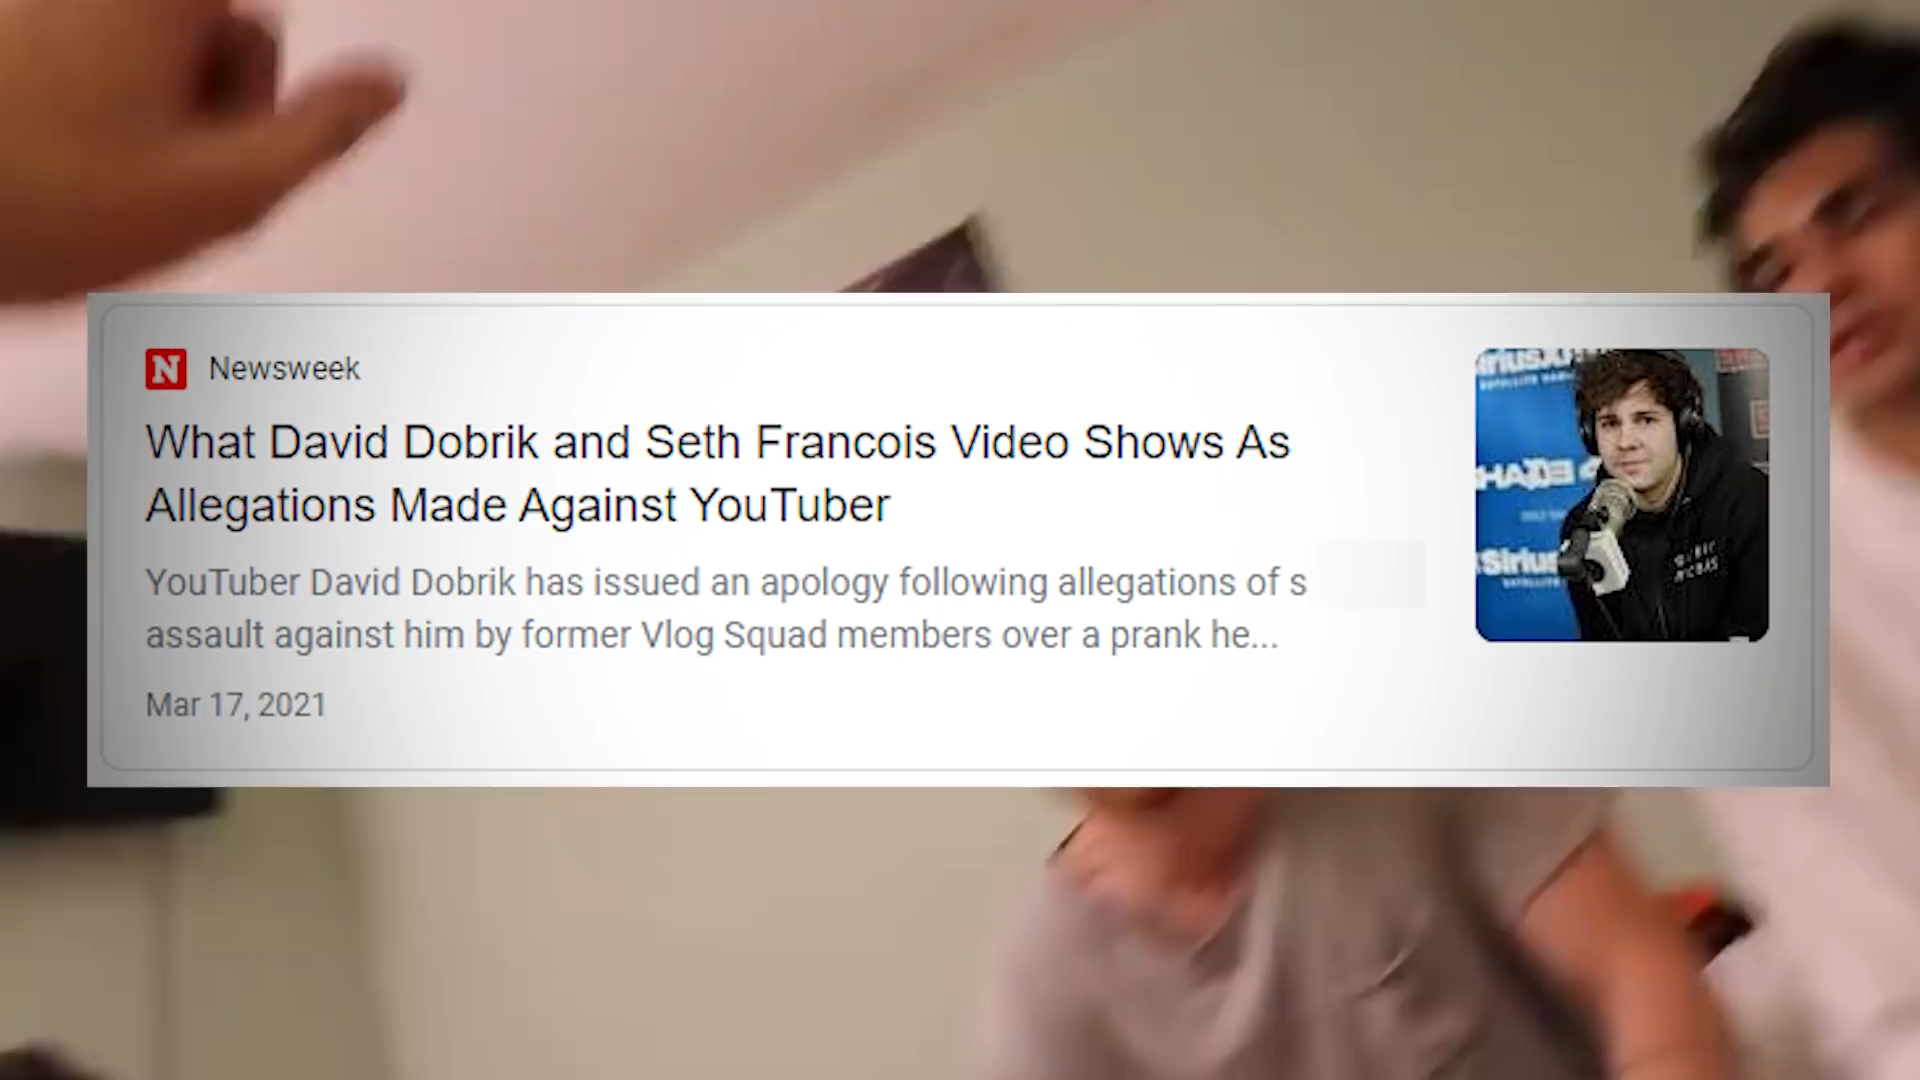 Newsweek
What David Dobrik and Seth Francois Video Shows As
Allegations Made Against YouTuber
YouTuber David Dobrik has issued an apology following allegations of s
assault against him by former Vlog Squad members over a prank he...
Mar 17, 2021
Sirius